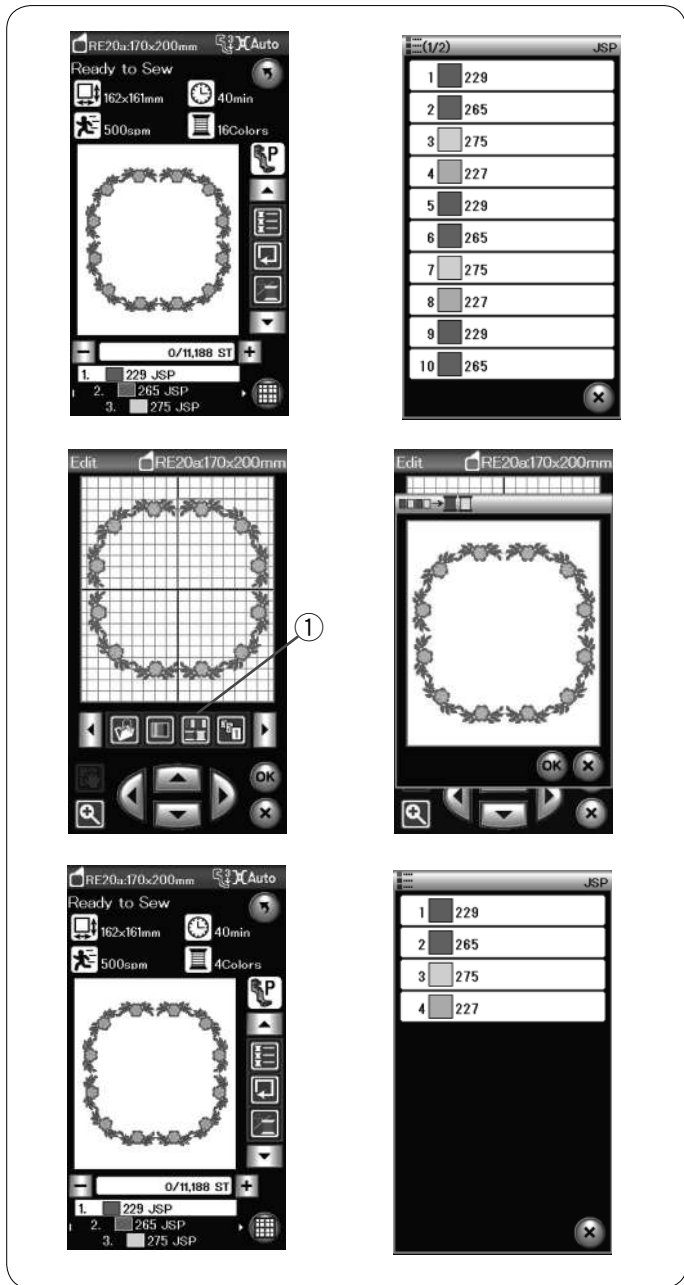 RE20a:170x200mm Auto
Ready to Sew
162x161mm 40min
500spm 16Colors
P
0/11,188 ST
1. 229 JSP
2. 265 JSP
3. 275 JSP
(1/2) JSP
1 229
2 265
3 275
4 227
5 229
6 265
7 275
8 227
9 229
10 265
Edit RE20a:170x200mm
①
OK
Edit RE20a:170x200mm
OK
RE20a:170x200mm Auto
Ready to Sew
162x161mm 40min
500spm 4Colors
P
0/11,188 ST
1. 229 JSP
2. 265 JSP
3. 275 JSP
JSP
1 229
2 265
3 275
4 227